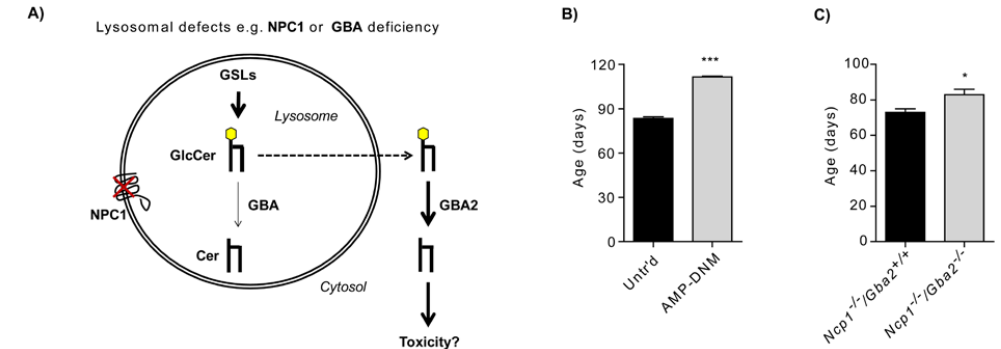 A)
Lysosomal defects e.g. NPC1 or GBA deficiency
GSLs
Lysosome
GlcCer
NPC1
GBA
GBA2
Cer
Cytosol
Toxicity?
B)
***
120
90
60
30
0
Age (days)
Untr'd
AMP-DNM
C)
*
100
80
60
40
20
0
Age (days)
Ncp1-/-/Gba2+/+
Ncp1-/-/Gba2-/-